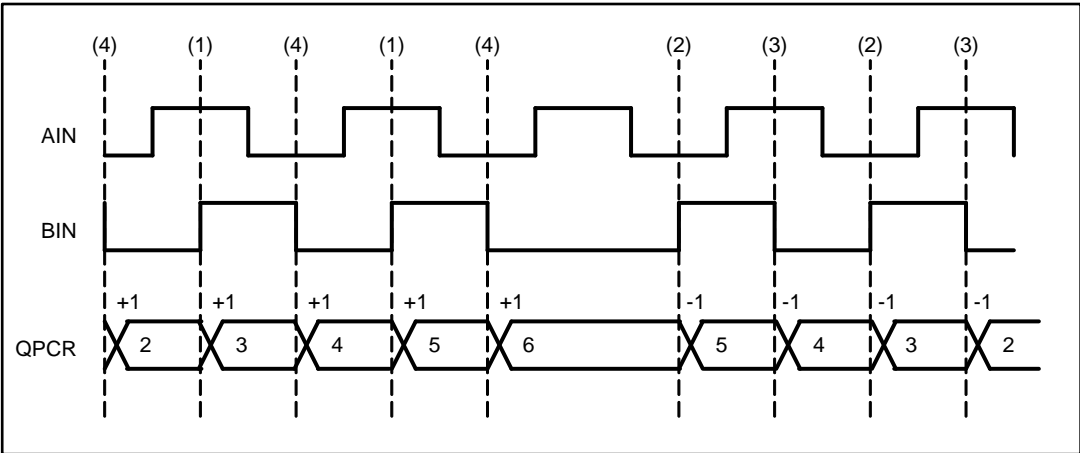 (4) (1) (4) (1) (4) (2) (3) (2) (3)
AIN
BIN
+1 +1 +1 +1 +1 -1 -1 -1 -1
QPCR 2 3 4 5 6 5 4 3 2